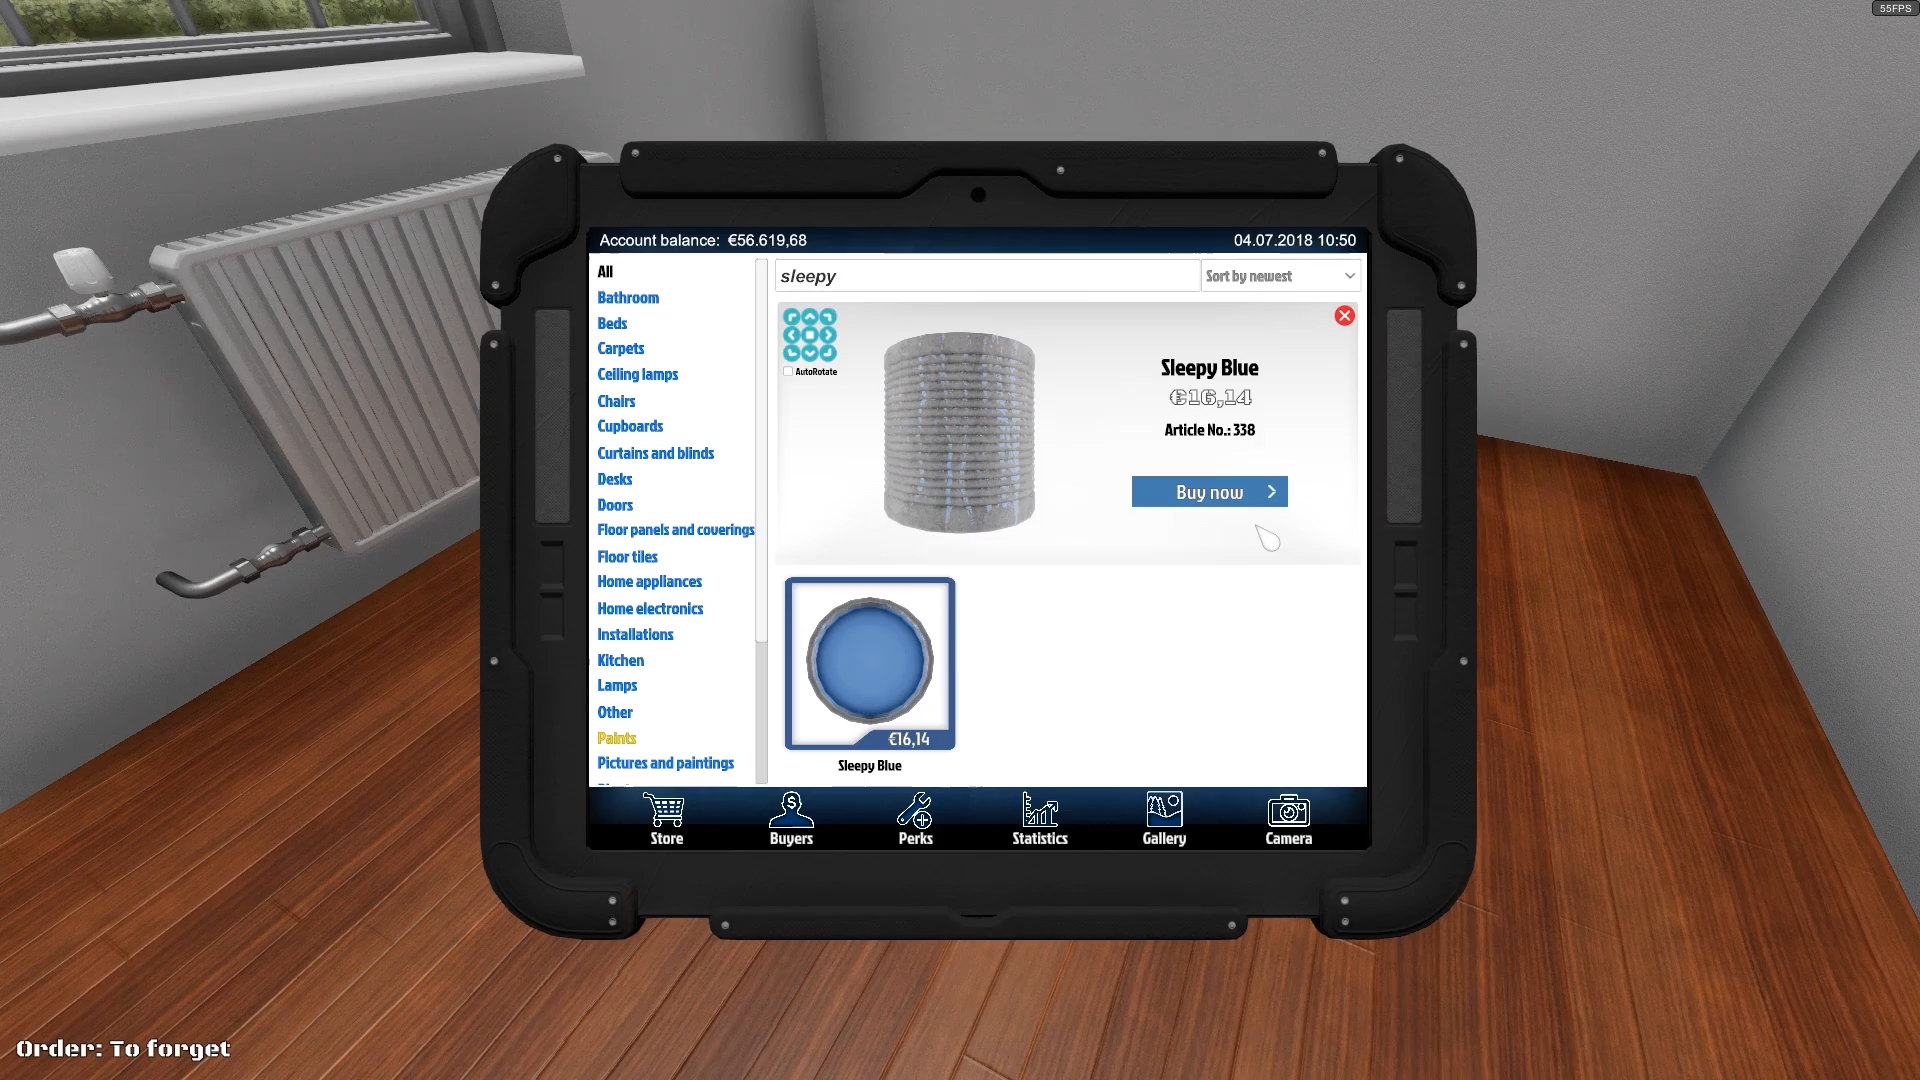 55FPS
Account balance: €56.619,68
04.07.2018 10:50
All
Bathroom
Beds
Carpets
Ceiling lamps
Chairs
Cupboards
Curtains and blinds
Desks
Doors
Floor panels and coverings
Floor tiles
Home appliances
Home electronics
Installations
Kitchen
Lamps
Other
Paints
Pictures and paintings
sleepy
Sort by newest
AutoRotate
Sleepy Blue
€16,14
Article No.: 338
Buy now
€16,14
Sleepy Blue
Store
Buyers
Perks
Statistics
Gallery
Camera
Order: To forget